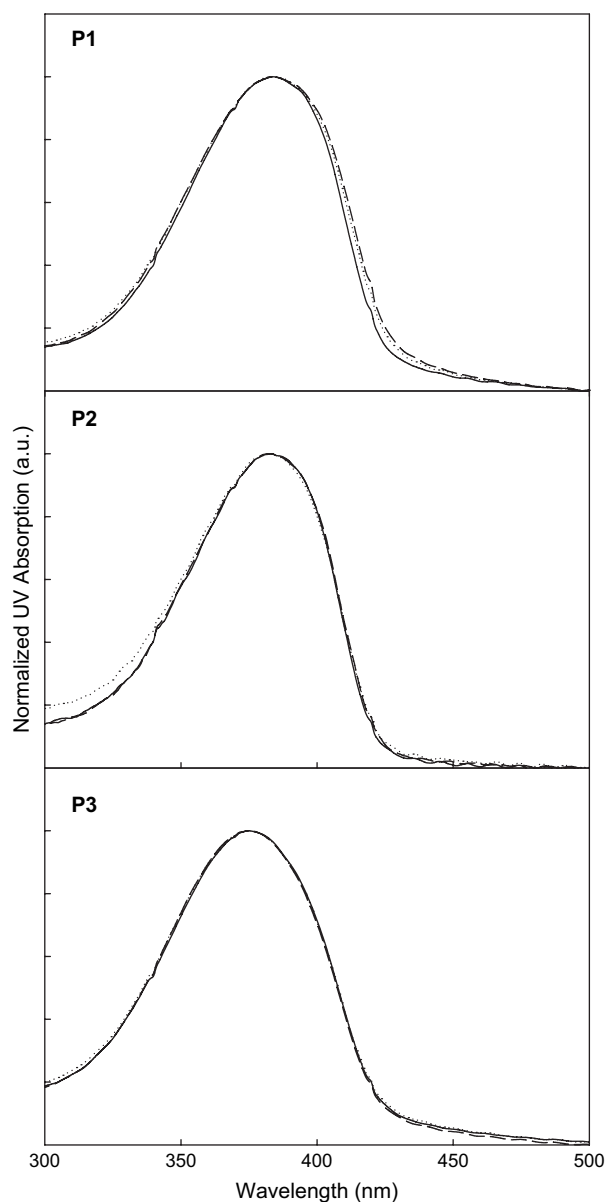 P1
P2
Normalized UV Absorption (a.u.)
P3
300 350 400 450 500
Wavelength (nm)